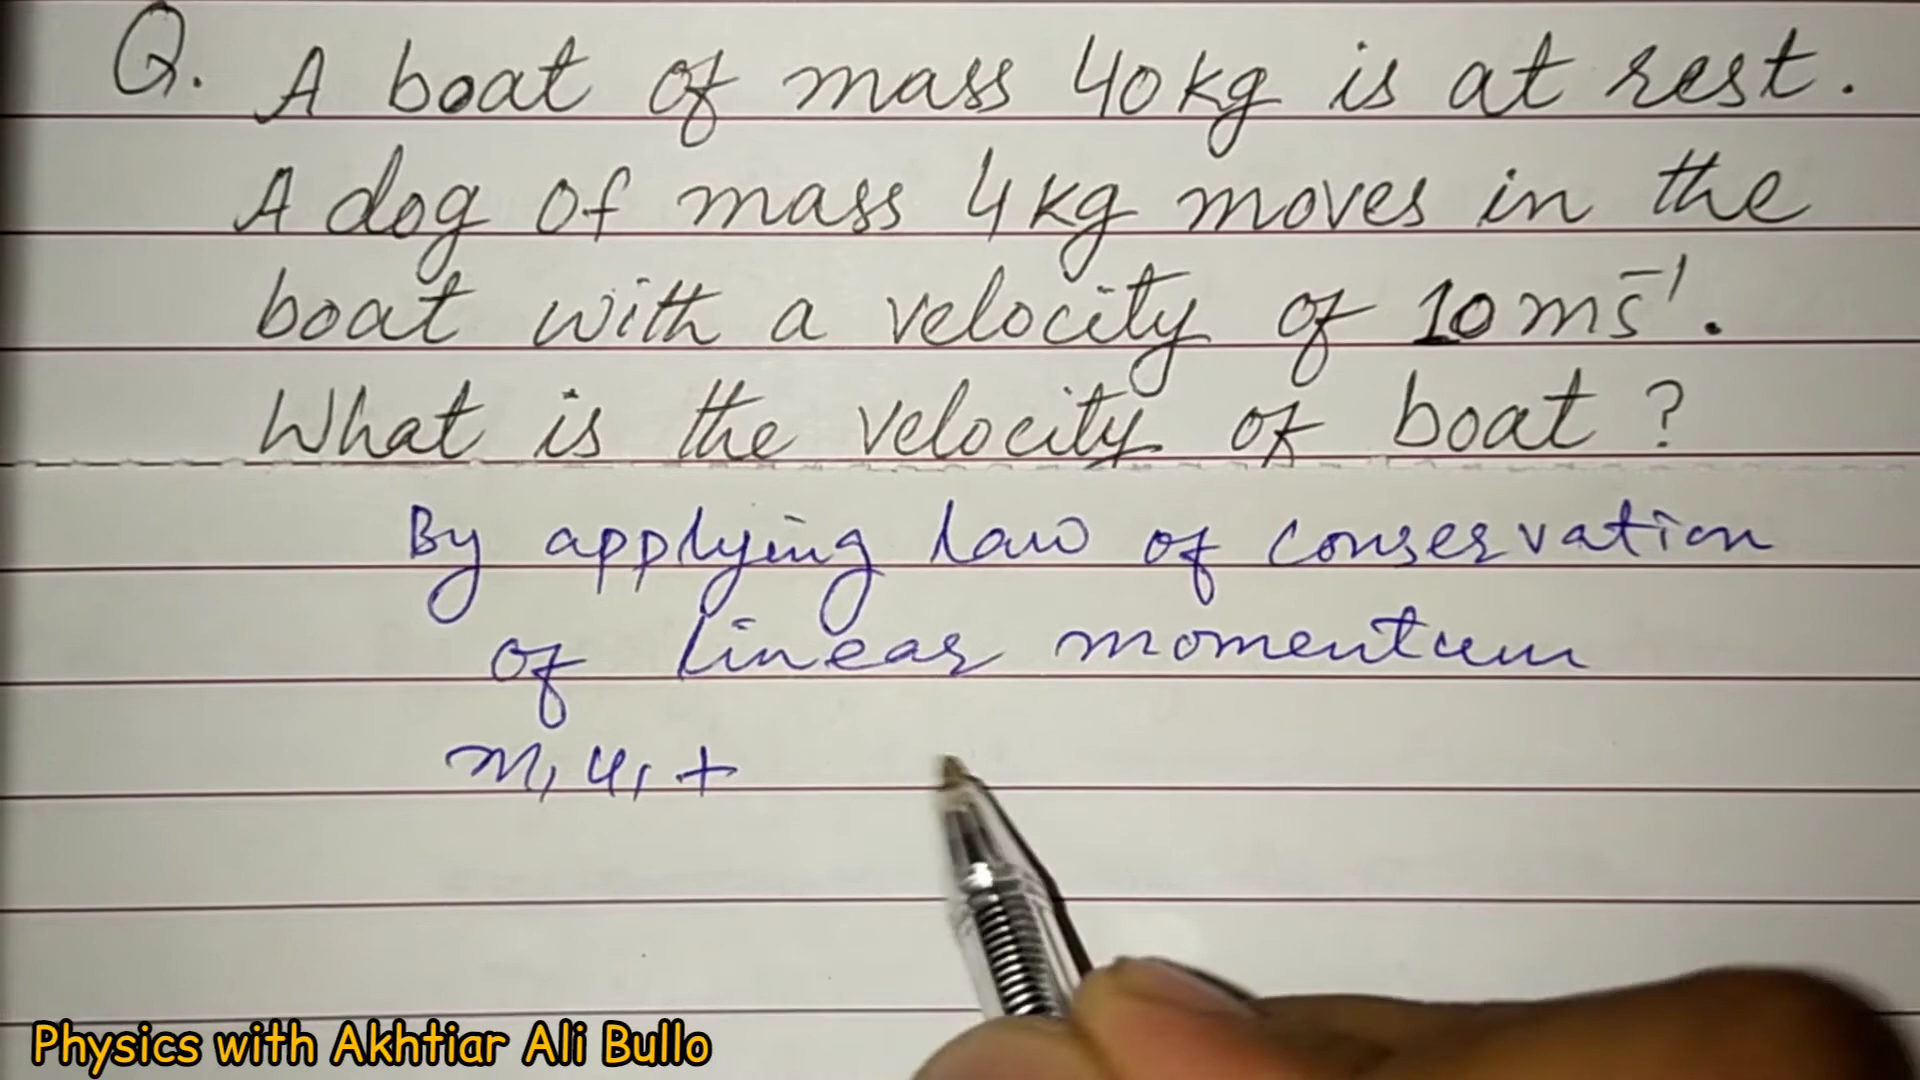 Q. A boat of mass 40kg is at rest.
A dog of mass 4kg moves in the
boat with a velocity of 10 ms⁻¹.
What is the velocity of boat?
By applying law of conservation
of linear momentum
m₁u₁ +
Physics with Akhtiar Ali Bullo